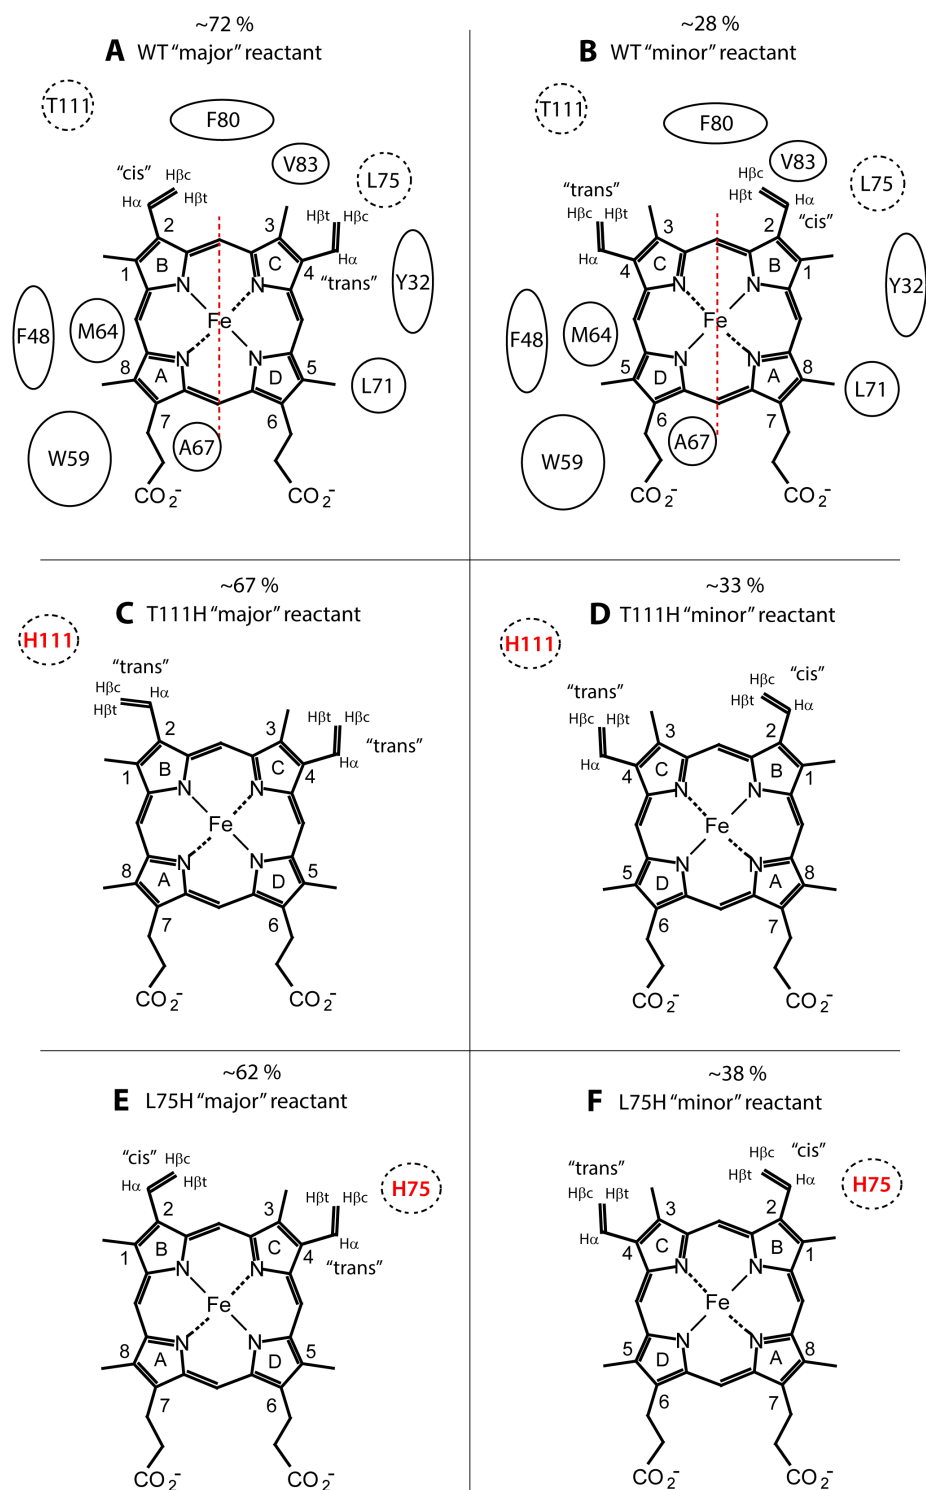 ~72 %
A WT “major” reactant
T111
F80
V83
L75
“cis” Hβc
Hα Hβt
Hβt Hβc
2 3
Hα
1 B C 4 “trans”
N N
Y32
F48 M64 Fe
N N
8 A D 5
L71
7 6
W59 A67
CO2- CO2-
~28 %
B WT “minor” reactant
T111
F80
V83
L75
“trans” Hβc
Hβt Hα
Hβc Hβt “cis”
3 2
Hα
4 C B 1
N N
Y32
F48 M64 Fe
N N
5 D A 8
L71
6 7
W59 A67
CO2- CO2-
~67 %
C T111H “major” reactant
H111
“trans”
Hβc Hα
Hβt Hβt Hβc
2 3 “trans”
Hα
1 B C 4
N N
Fe
N N
8 A D 5
7 6
CO2- CO2-
~33 %
D T111H “minor” reactant
H111
“cis”
“trans” Hβc
Hβt Hα
Hβc Hβt
3 2
Hα
4 C B 1
N N
Fe
N N
5 D A 8
6 7
CO2- CO2-
~62 %
E L75H “major” reactant
“cis” Hβc
Hα Hβt
H75
Hβt Hβc
2 3
Hα
1 B C 4
“trans”
N N
Fe
N N
8 A D 5
7 6
CO2- CO2-
~38 %
F L75H “minor” reactant
“cis”
“trans” Hβc
Hβt Hα
H75
Hβc Hβt
3 2
Hα
4 C B 1
N N
Fe
N N
5 D A 8
6 7
CO2- CO2-